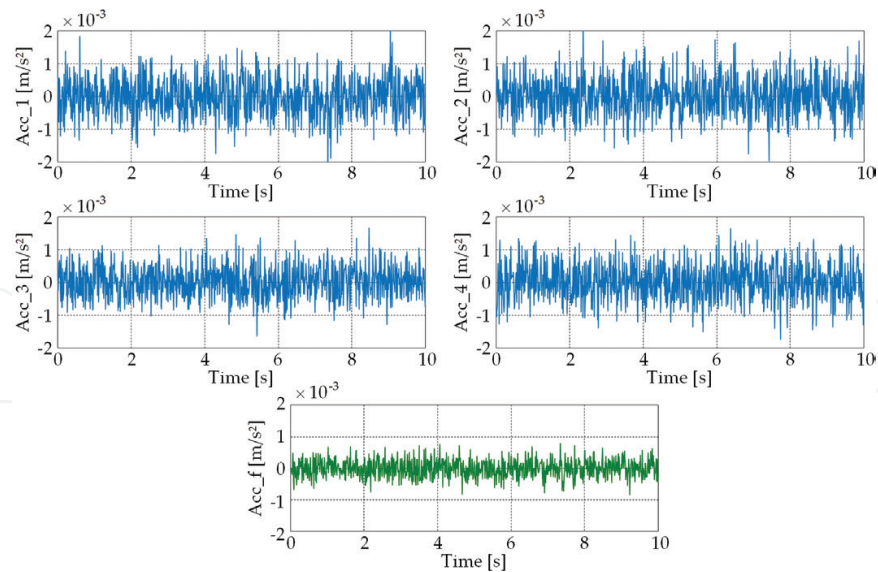 × 10⁻³
2
1
0
-1
-2
Acc_1 [m/s²]
0 2 4 6 8 10
Time [s]
× 10⁻³
2
1
0
-1
-2
Acc_2 [m/s²]
0 2 4 6 8 10
Time [s]
× 10⁻³
2
1
0
-1
-2
Acc_3 [m/s²]
0 2 4 6 8 10
Time [s]
× 10⁻³
2
1
0
-1
-2
Acc_4 [m/s²]
0 2 4 6 8 10
Time [s]
× 10⁻³
2
1
0
-1
-2
Acc_f [m/s²]
0 2 4 6 8 10
Time [s]